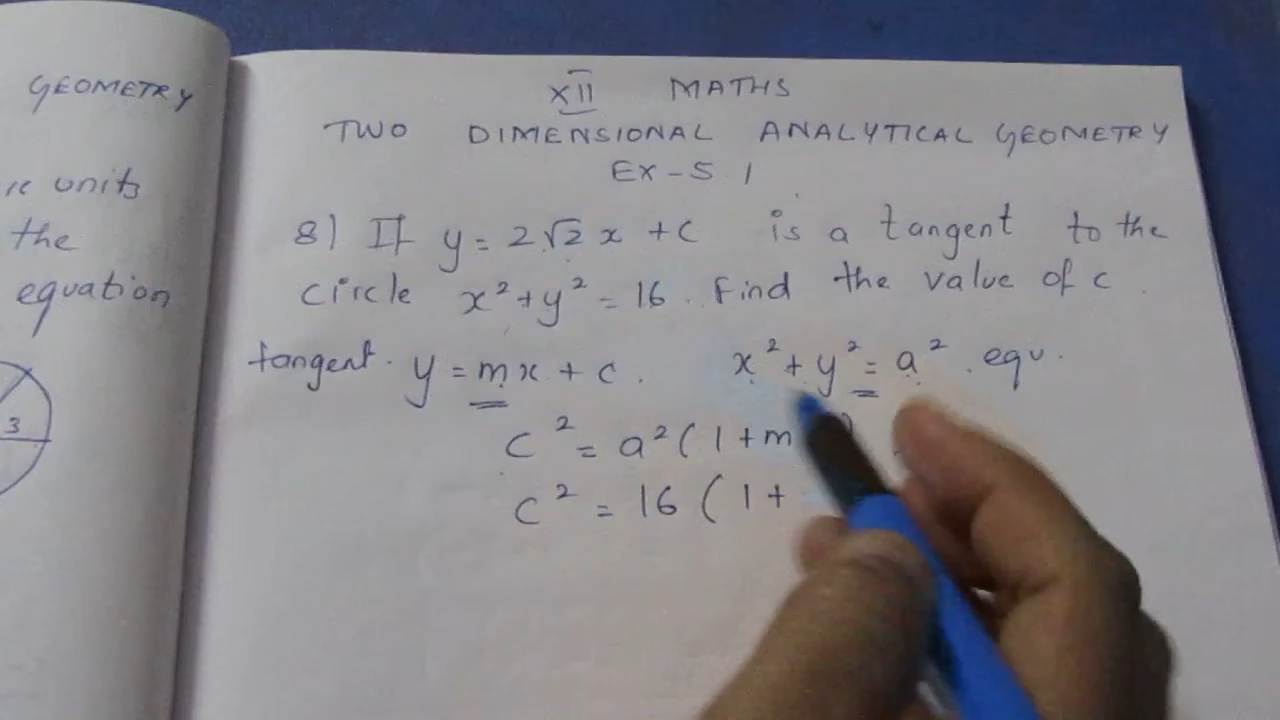 GEOMETRY
units
the
equation
3
XII MATHS
TWO DIMENSIONAL ANALYTICAL GEOMETRY
EX-5.1
8) If y = 2√2 x + c is a tangent to the
circle x² + y² = 16. Find the value of c.
tangent. y = mx + c. x² + y² = a². equ.
c² = a² ( 1 + m
c² = 16 ( 1 +